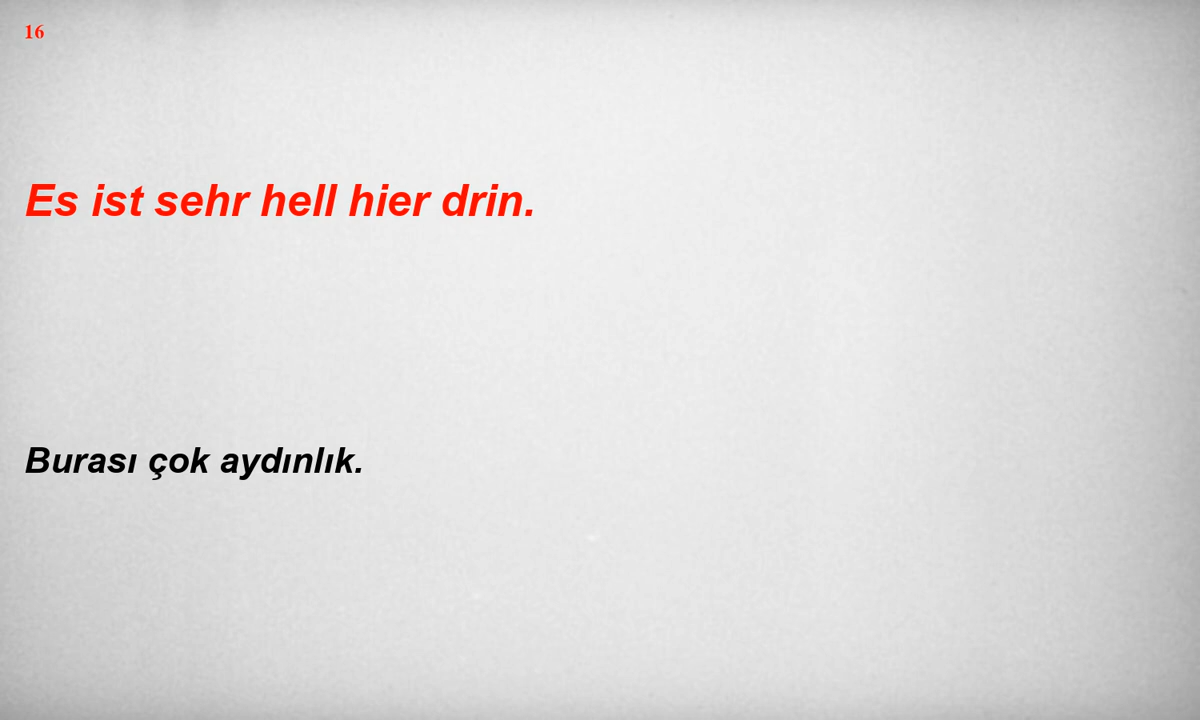 16
Es ist sehr hell hier drin.
Burası çok aydınlık.